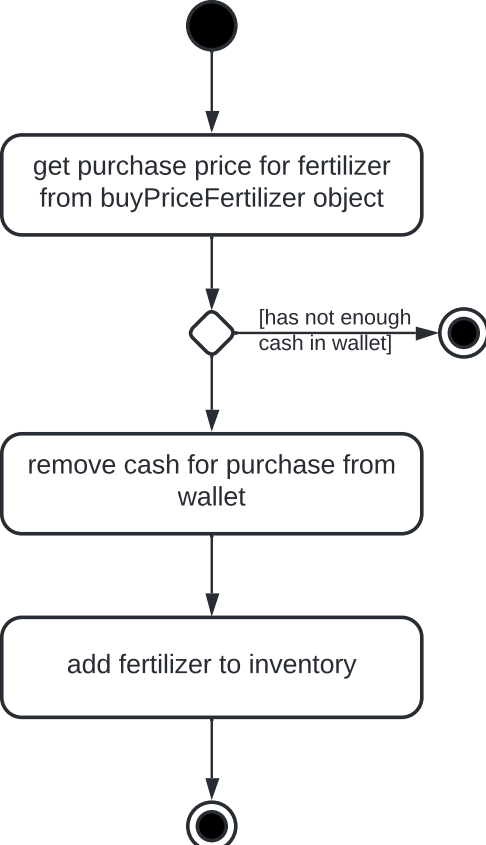 get purchase price for fertilizer
from buyPriceFertilizer object
[has not enough
cash in wallet]
remove cash for purchase from
wallet
add fertilizer to inventory